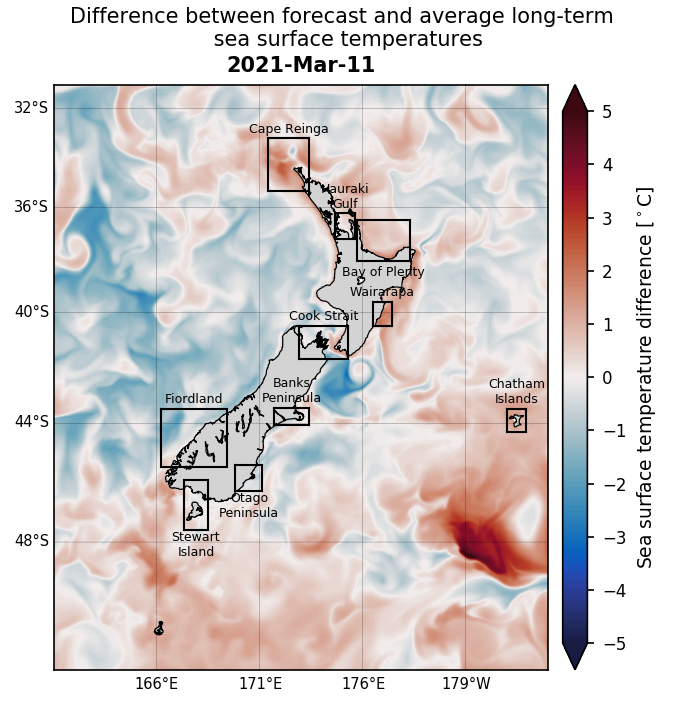 Difference between forecast and average long-term
sea surface temperatures
2021-Mar-11
32°S
36°S
40°S
44°S
48°S
166°E
171°E
176°E
179°W
Cape Reinga
Hauraki
Gulf
Bay of Plenty
Wairarapa
Cook Strait
Banks
Peninsula
Fiordland
Chatham
Islands
Otago
Peninsula
Stewart
Island
5
4
3
2
1
0
−1
−2
−3
−4
−5
Sea surface temperature difference [°C]